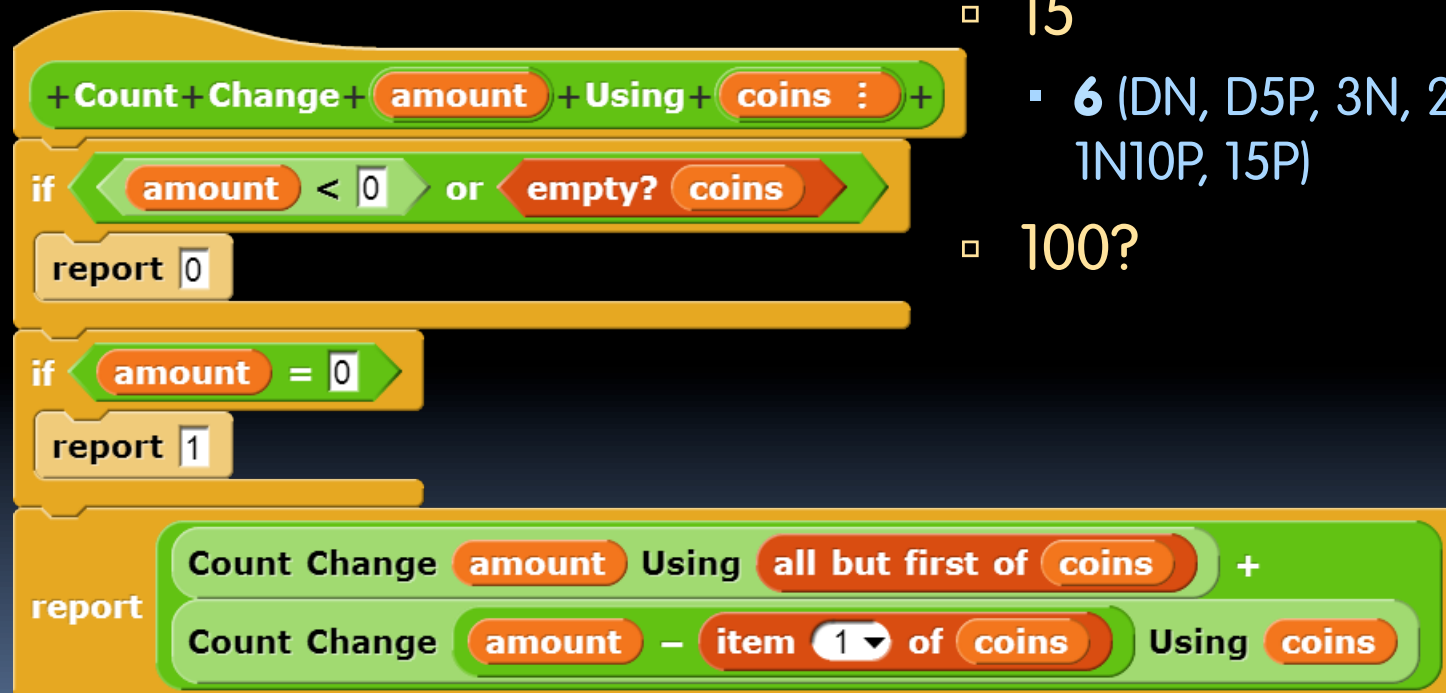 +Count+Change+ amount +Using+ coins ⋮ +
if amount < 0 or empty? coins
report 0
if amount = 0
report 1
report Count Change amount Using all but first of coins +
Count Change amount - item 1 of coins Using coins
15
6 (DN, D5P, 3N, 2
1N10P, 15P)
100?